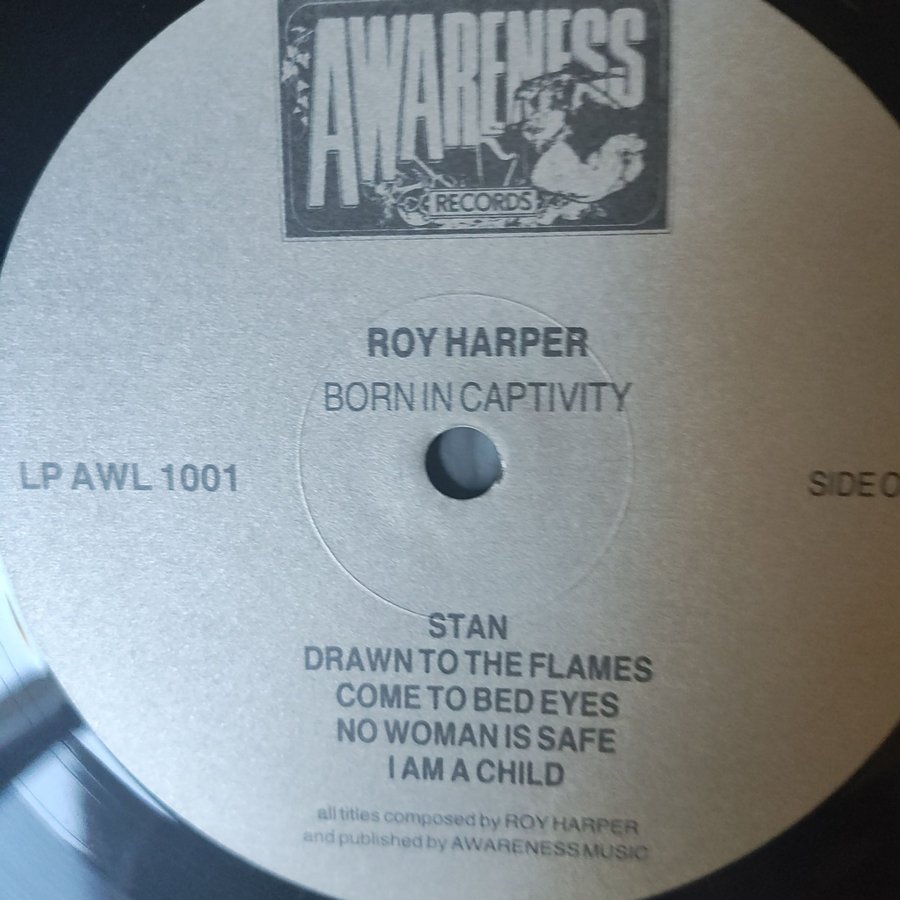 AWARENESS
RECORDS
ROY HARPER
BORN IN CAPTIVITY
LP AWL 1001
SIDE O
STAN
DRAWN TO THE FLAMES
COME TO BED EYES
NO WOMAN IS SAFE
I AM A CHILD
all titles composed by ROY HARPER
and published by AWARENESS MUSIC